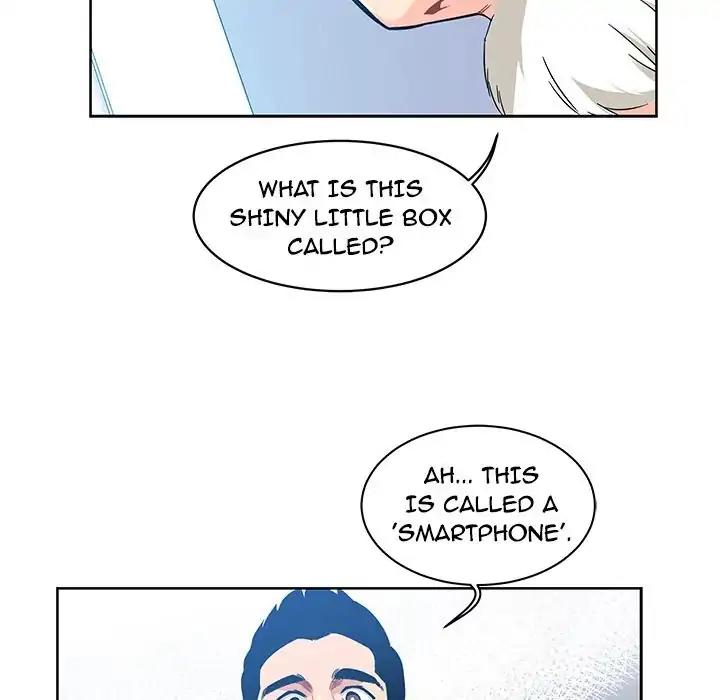 WHAT IS THIS
SHINY LITTLE BOX
CALLED?
AH... THIS
IS CALLED A
'SMARTPHONE'.